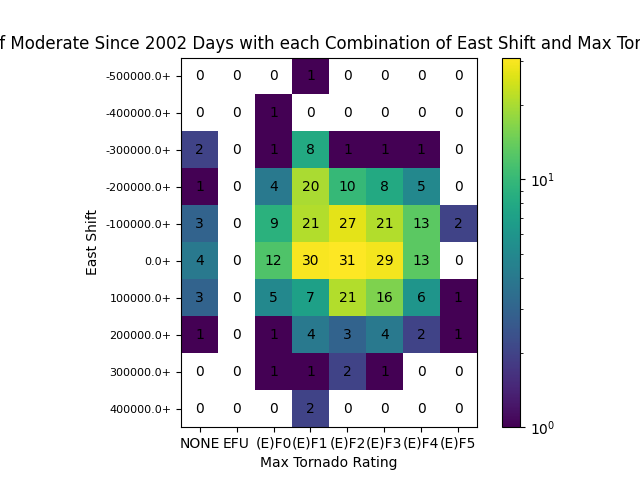 f Moderate Since 2002 Days with each Combination of East Shift and Max Tor
-500000.0+ 0 0 0 1 0 0 0 0
-400000.0+ 0 0 1 0 0 0 0 0
-300000.0+ 2 0 1 8 1 1 1 0
-200000.0+ 1 0 4 20 10 8 5 0
-100000.0+ 3 0 9 21 27 21 13 2
0.0+ 4 0 12 30 31 29 13 0
100000.0+ 3 0 5 7 21 16 6 1
200000.0+ 1 0 1 4 3 4 2 1
300000.0+ 0 0 1 1 2 1 0 0
400000.0+ 0 0 0 2 0 0 0 0
NONE EFU (E)F0 (E)F1 (E)F2 (E)F3 (E)F4 (E)F5
Max Tornado Rating
East Shift
10¹
10⁰